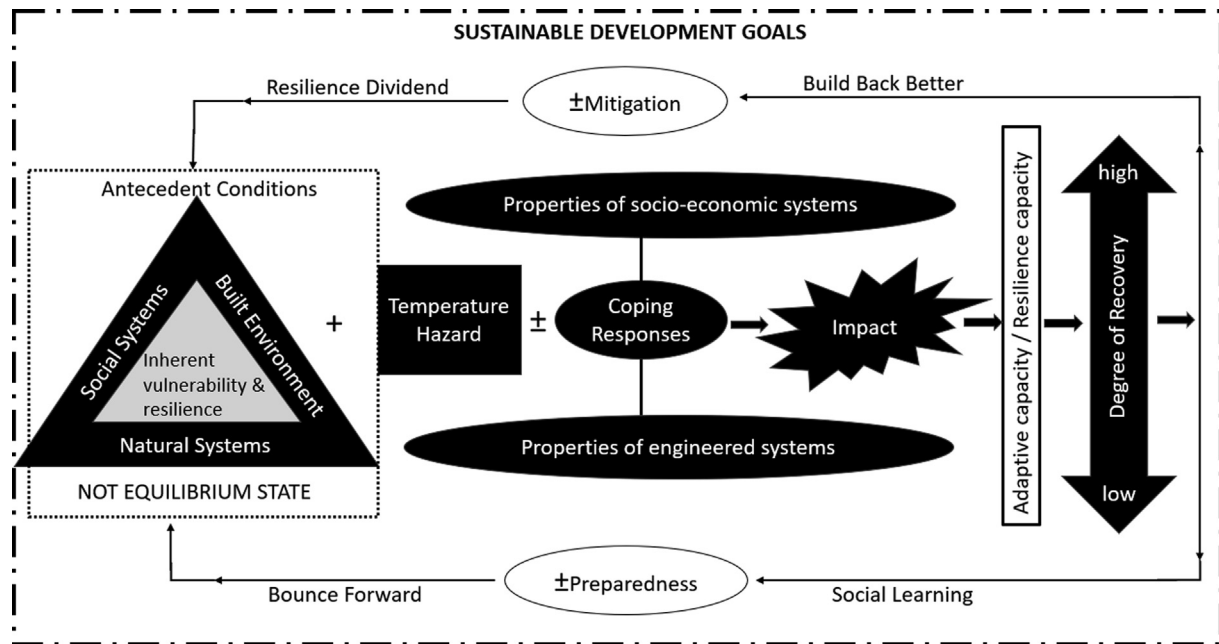 SUSTAINABLE DEVELOPMENT GOALS
Resilience Dividend
±Mitigation
Build Back Better
Antecedent Conditions
Social Systems
Built Environment
Inherent
vulnerability &
resilience
Natural Systems
NOT EQUILIBRIUM STATE
+
Temperature
Hazard
±
Properties of socio-economic systems
Coping
Responses
Properties of engineered systems
Impact
Adaptive capacity / Resilience capacity
high
Degree of Recovery
low
Bounce Forward
±Preparedness
Social Learning